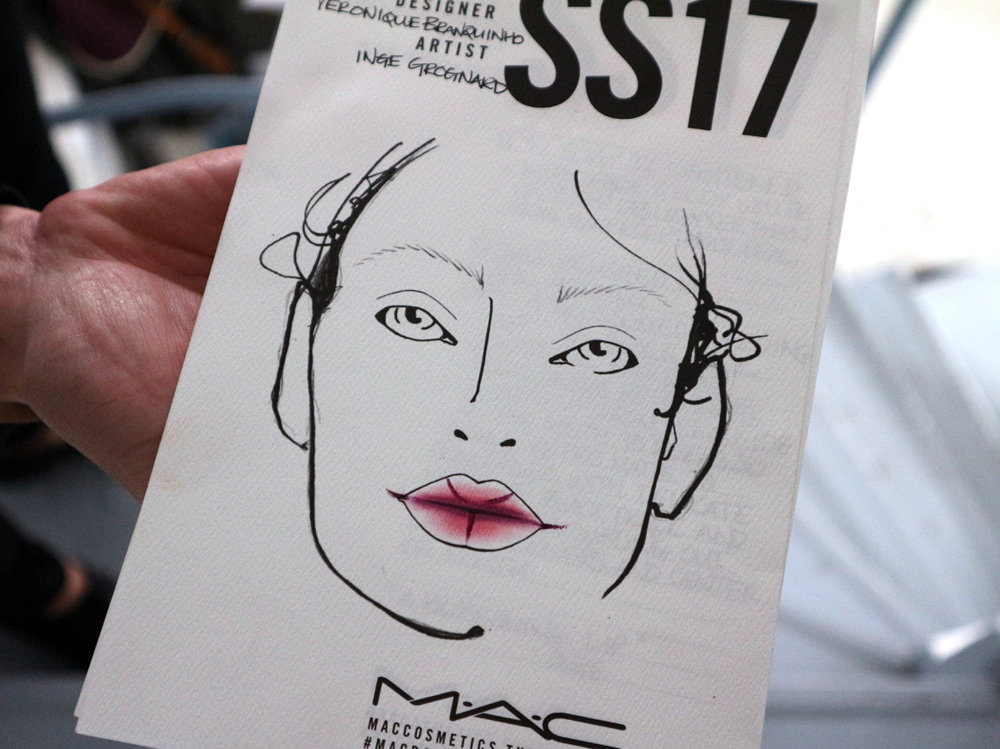 DESIGNER
VERONIQUE BRANQUINHO
ARTIST
INGE GROGNARD
SS17
M·A·C
MACCOSMETICS